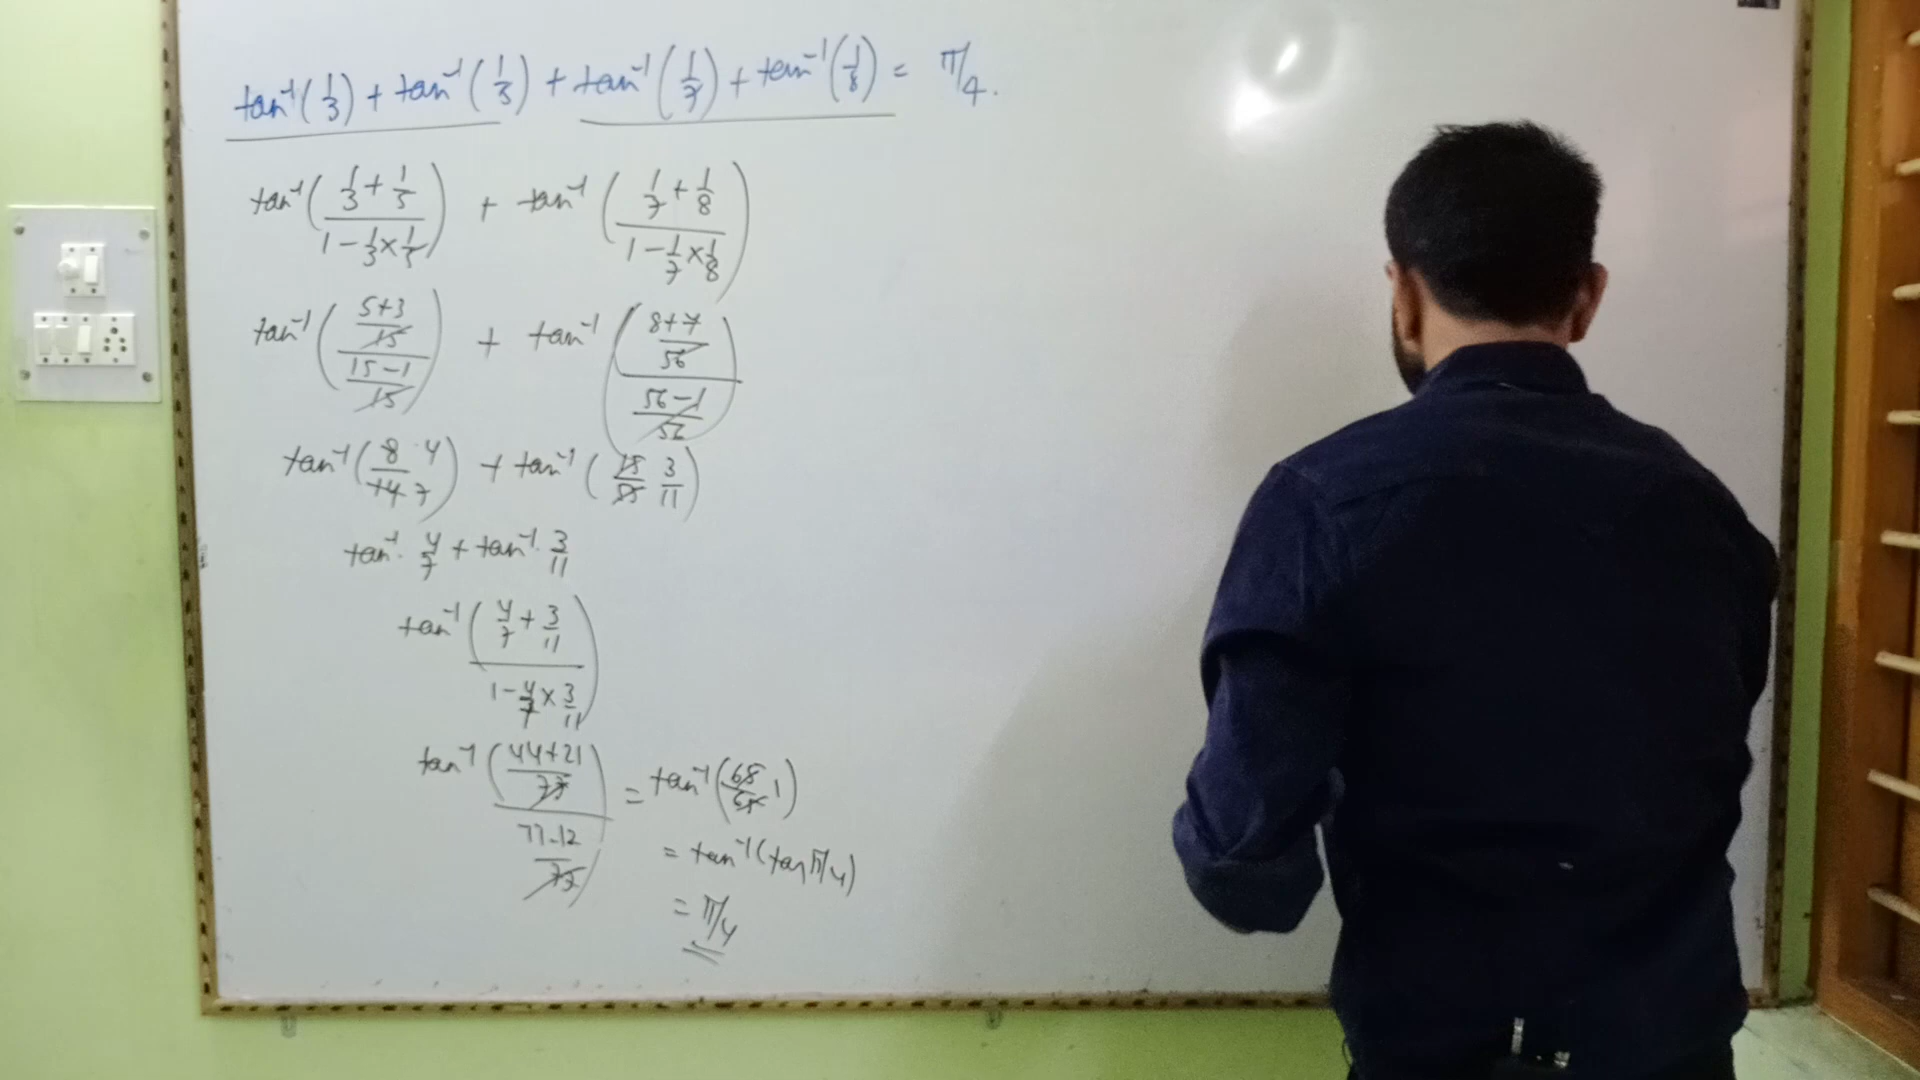 tan⁻¹(1/3) + tan⁻¹(1/5) + tan⁻¹(1/7) + tan⁻¹(1/8) = π/4.
tan⁻¹((1/3 + 1/5)/(1 - 1/3 × 1/5)) + tan⁻¹((1/7 + 1/8)/(1 - 1/7 × 1/8))
tan⁻¹(((5+3)/15)/((15-1)/15)) + tan⁻¹(((8+7)/56)/((56-1)/56))
tan⁻¹(8/14 4/7) + tan⁻¹(15/55 3/11)
tan⁻¹ 4/7 + tan⁻¹ 3/11
tan⁻¹((4/7 + 3/11)/(1 - 4/7 × 3/11))
tan⁻¹(((44+21)/77)/((77-12)/77)) = tan⁻¹(65/65 1)
= tan⁻¹(tan π/4)
= π/4